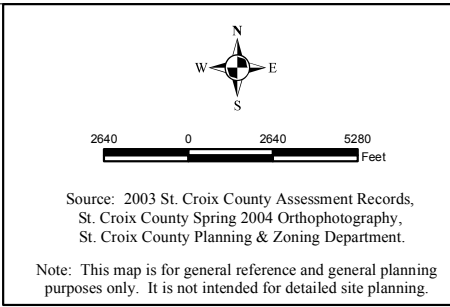 N
W E
S
2640 0 2640 5280
Feet
Source: 2003 St. Croix County Assessment Records,
St. Croix County Spring 2004 Orthophotography,
St. Croix County Planning & Zoning Department.
Note: This map is for general reference and general planning
purposes only. It is not intended for detailed site planning.